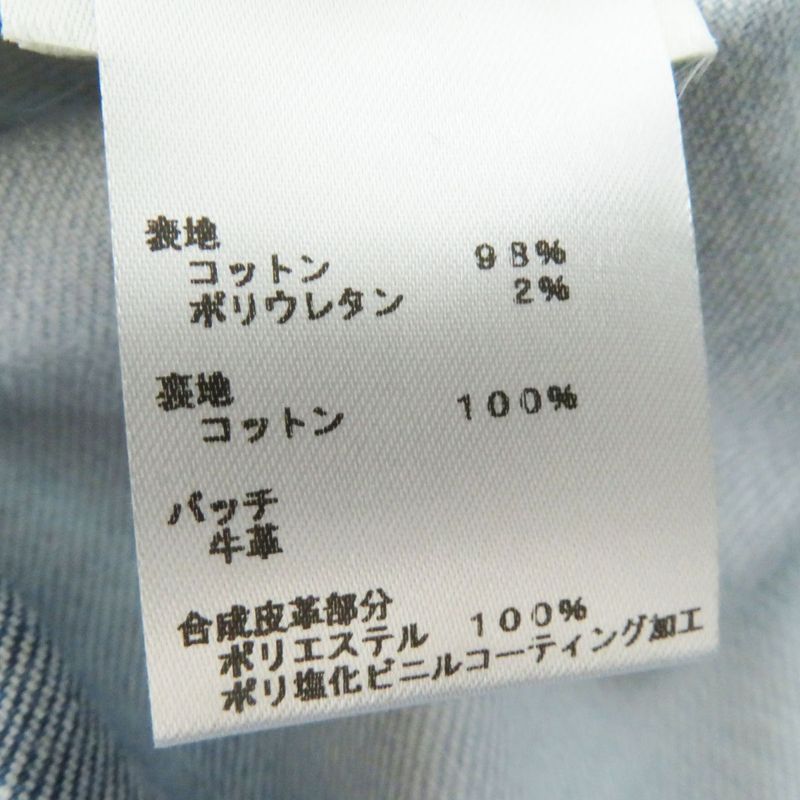 表地
コットン 98%
ポリウレタン 2%
裏地
コットン 100%
パッチ
牛革
合成皮革部分
ポリエステル 100%
ポリ塩化ビニルコーティング加工